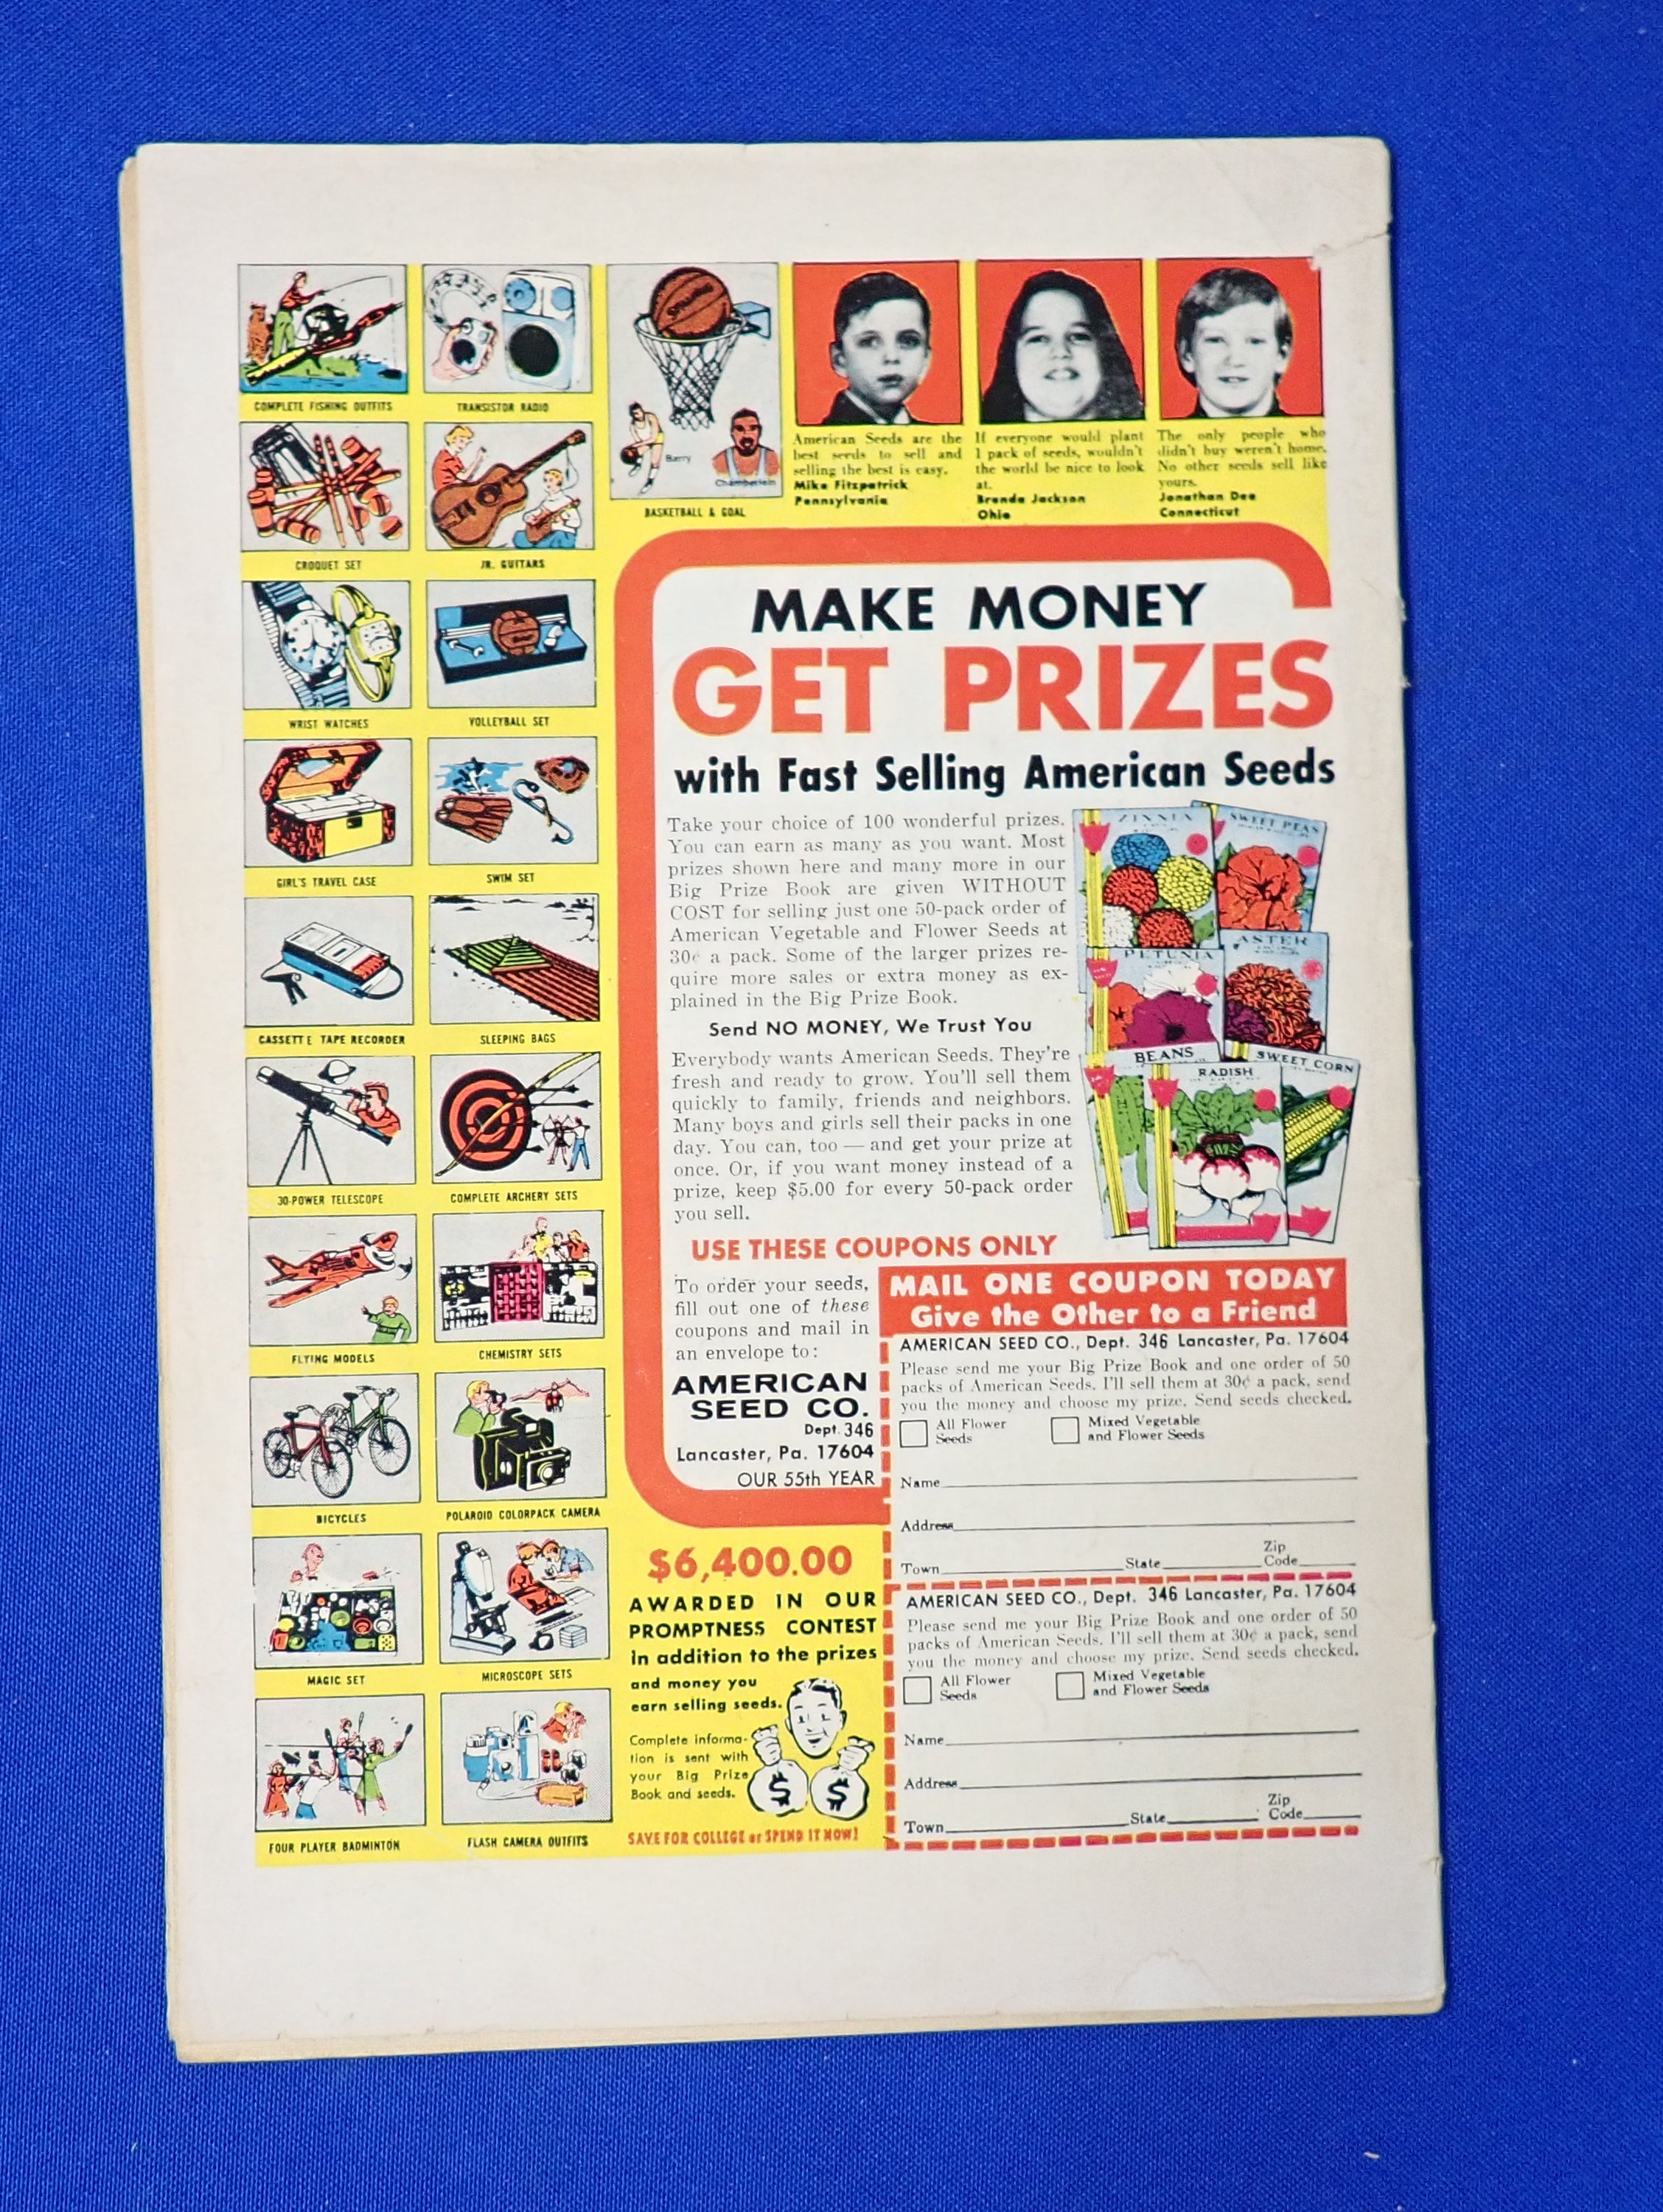 COMPLETE FISHING OUTFITS
TRANSISTOR RADIO
SPALDING
Barry
Chamberlain
BASKETBALL & GOAL
American Seeds are the
best seeds to sell and
selling the best is easy.
Mike Fitzpatrick
Pennsylvania
If everyone would plant
1 pack of seeds, wouldn't
the world be nice to look
at.
Brenda Jackson
Ohio
The only people who
didn't buy weren't home.
No other seeds sell like
yours.
Jonathan Dee
Connecticut
CROQUET SET
JR. GUITARS
WRIST WATCHES
VOLLEYBALL SET
GIRL'S TRAVEL CASE
SWIM SET
CASSETTE TAPE RECORDER
SLEEPING BAGS
30-POWER TELESCOPE
COMPLETE ARCHERY SETS
FLYING MODELS
CHEMISTRY SETS
BICYCLES
POLAROID COLORPACK CAMERA
MAGIC SET
MICROSCOPE SETS
FOUR PLAYER BADMINTON
FLASH CAMERA OUTFITS
MAKE MONEY
GET PRIZES
with Fast Selling American Seeds
Take your choice of 100 wonderful prizes.
You can earn as many as you want. Most
prizes shown here and many more in our
Big Prize Book are given WITHOUT
COST for selling just one 50-pack order of
American Vegetable and Flower Seeds at
30¢ a pack. Some of the larger prizes re-
quire more sales or extra money as ex-
plained in the Big Prize Book.
Send NO MONEY, We Trust You
Everybody wants American Seeds. They're
fresh and ready to grow. You'll sell them
quickly to family, friends and neighbors.
Many boys and girls sell their packs in one
day. You can, too — and get your prize at
once. Or, if you want money instead of a
prize, keep $5.00 for every 50-pack order
you sell.
ZINNIA
SWEET PEAS
PETUNIA
ASTER
BEANS
RADISH
SWEET CORN
USE THESE COUPONS ONLY
To order your seeds,
fill out one of these
coupons and mail in
an envelope to:
AMERICAN
SEED CO.
Dept. 346
Lancaster, Pa. 17604
OUR 55th YEAR
MAIL ONE COUPON TODAY
Give the Other to a Friend
AMERICAN SEED CO., Dept. 346 Lancaster, Pa. 17604
Please send me your Big Prize Book and one order of 50
packs of American Seeds. I'll sell them at 30¢ a pack, send
you the money and choose my prize. Send seeds checked.
All Flower
Seeds
Mixed Vegetable
and Flower Seeds
Name
Address
Town State Zip
Code
AMERICAN SEED CO., Dept. 346 Lancaster, Pa. 17604
Please send me your Big Prize Book and one order of 50
packs of American Seeds. I'll sell them at 30¢ a pack, send
you the money and choose my prize. Send seeds checked.
All Flower
Seeds
Mixed Vegetable
and Flower Seeds
Name
Address
Town State Zip
Code
$6,400.00
AWARDED IN OUR
PROMPTNESS CONTEST
in addition to the prizes
and money you
earn selling seeds.
Complete informa-
tion is sent with
your Big Prize
Book and seeds.
$ $
SAVE FOR COLLEGE or SPEND IT NOW!